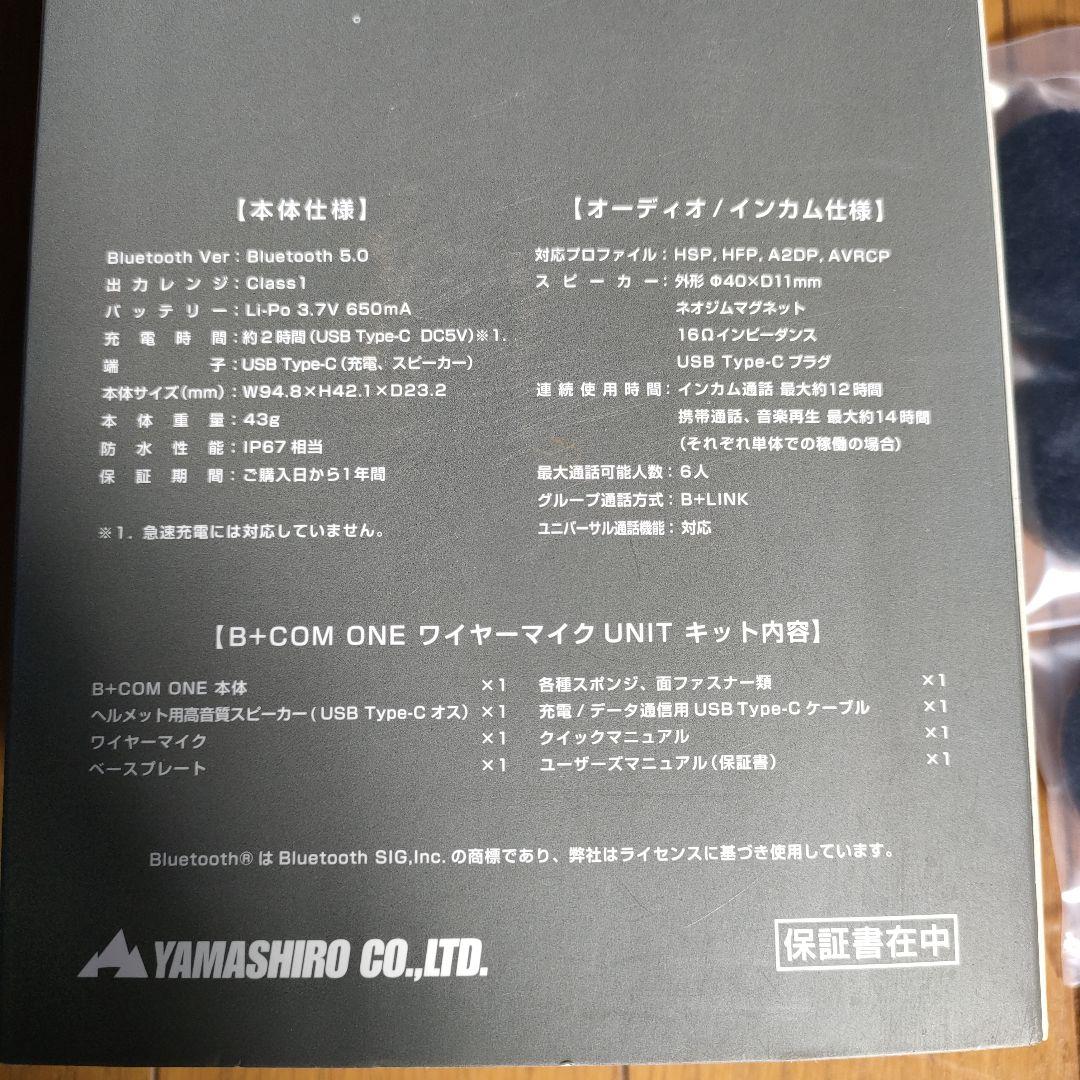 【本体仕様】
Bluetooth Ver：Bluetooth 5.0
出力レンジ：Class1
バッテリー：Li-Po 3.7V 650mA
充電時間：約2時間（USB Type-C DC5V）※1.
端子：USB Type-C（充電、スピーカー）
本体サイズ（mm）：W94.8×H42.1×D23.2
本体重量：43g
防水性能：IP67相当
保証期間：ご購入日から1年間
※1. 急速充電には対応していません。
【オーディオ/インカム仕様】
対応プロファイル：HSP, HFP, A2DP, AVRCP
スピーカー：外形 Φ40×D11mm
ネオジムマグネット
16Ωインピーダンス
USB Type-C プラグ
連続使用時間：インカム通話 最大約12時間
携帯通話、音楽再生 最大約14時間
（それぞれ単体での稼働の場合）
最大通話可能人数：6人
グループ通話方式：B+LINK
ユニバーサル通話機能：対応
【B+COM ONE ワイヤーマイクUNIT キット内容】
B+COM ONE 本体 ×1
ヘルメット用高音質スピーカー（USB Type-C オス） ×1
ワイヤーマイク ×1
ベースプレート ×1
各種スポンジ、面ファスナー類 ×1
充電/データ通信用USB Type-C ケーブル ×1
クイックマニュアル ×1
ユーザーズマニュアル（保証書） ×1
Bluetooth® は Bluetooth SIG,Inc. の商標であり、弊社はライセンスに基づき使用しています。
YAMASHIRO CO.,LTD.
保証書在中